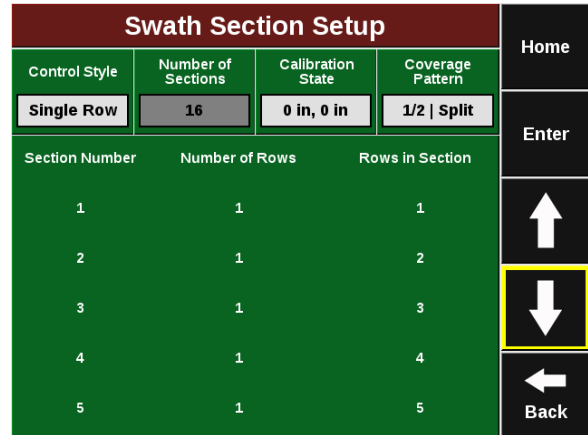 Swath Section Setup
Home
Control Style
Number of
Sections
Calibration
State
Coverage
Pattern
Single Row
16
0 in, 0 in
1/2 | Split
Enter
Section Number Number of Rows Rows in Section
1 1 1
2 1 2
3 1 3
4 1 4
5 1 5
Back